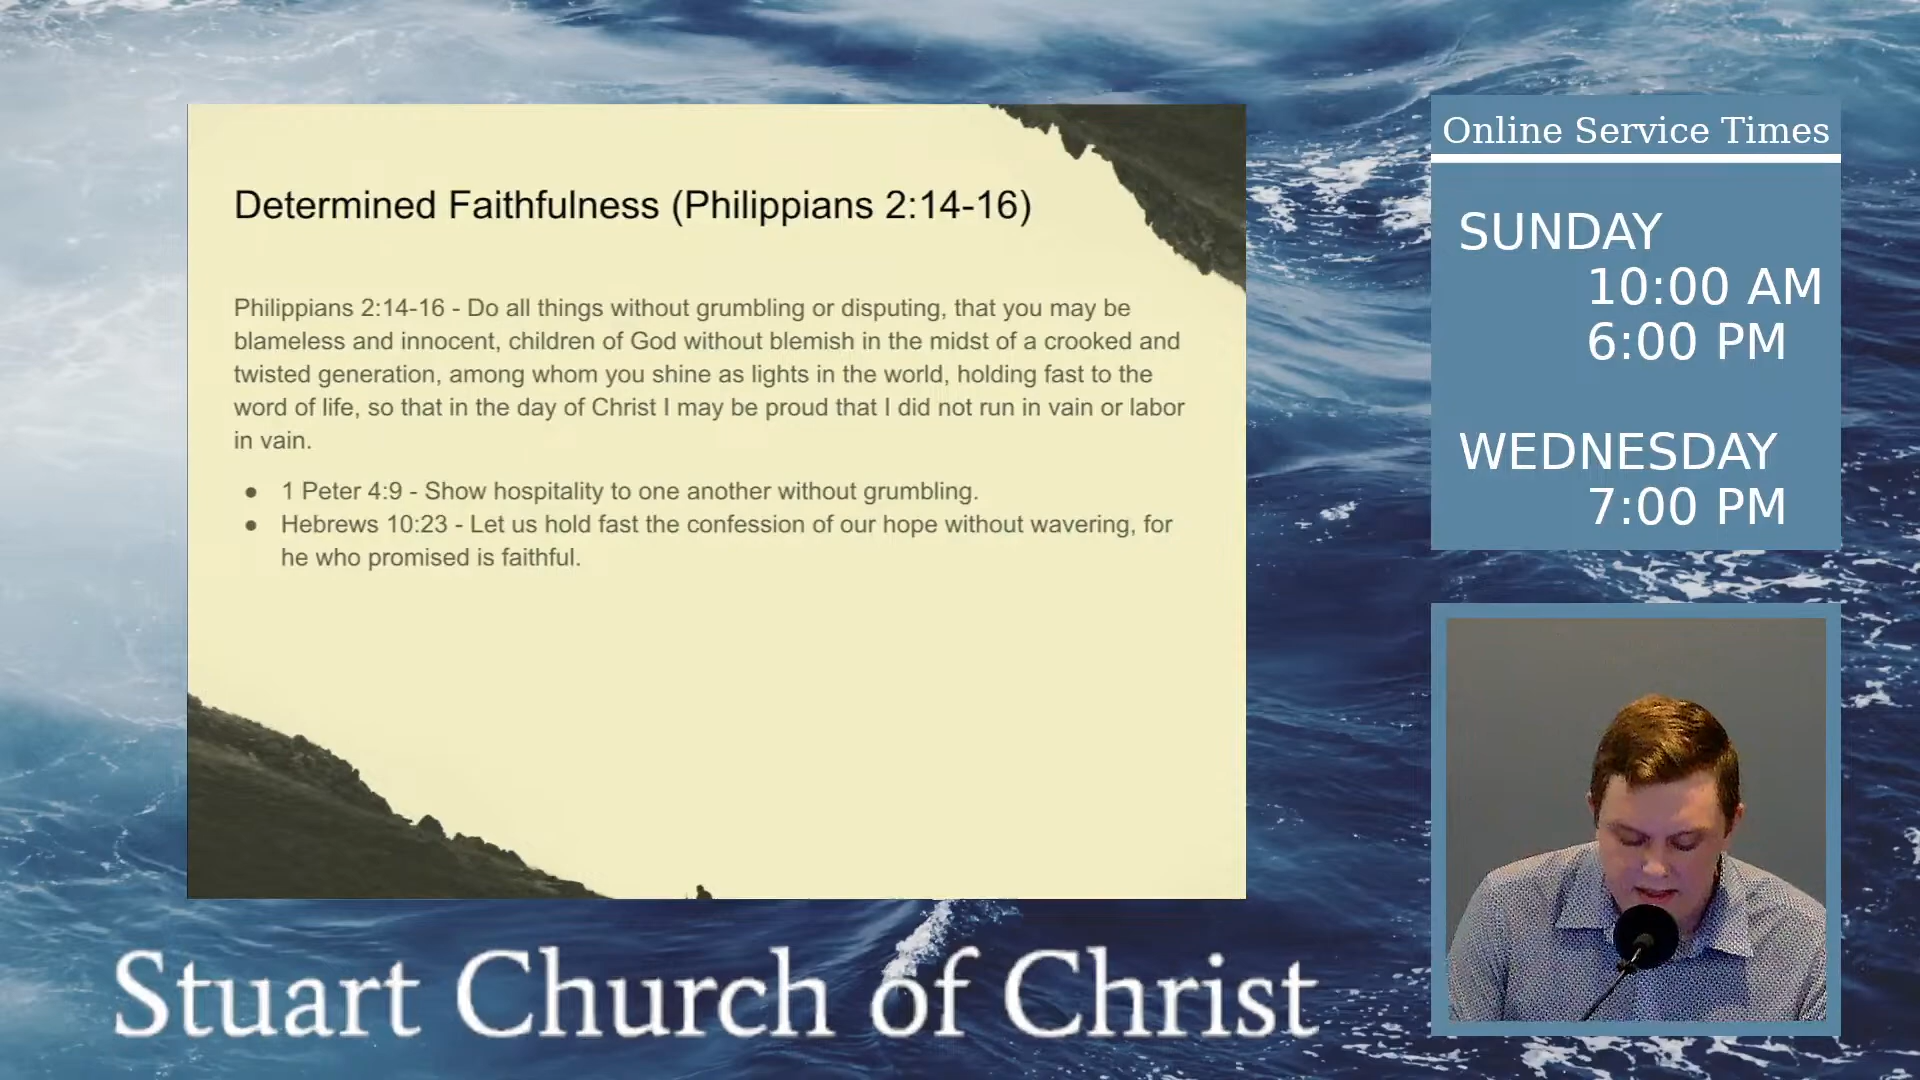 Determined Faithfulness (Philippians 2:14-16)
Philippians 2:14-16 - Do all things without grumbling or disputing, that you may be
blameless and innocent, children of God without blemish in the midst of a crooked and
twisted generation, among whom you shine as lights in the world, holding fast to the
word of life, so that in the day of Christ I may be proud that I did not run in vain or labor
in vain.
● 1 Peter 4:9 - Show hospitality to one another without grumbling.
● Hebrews 10:23 - Let us hold fast the confession of our hope without wavering, for
he who promised is faithful.
Online Service Times
SUNDAY
10:00 AM
6:00 PM
WEDNESDAY
7:00 PM
Stuart Church of Christ